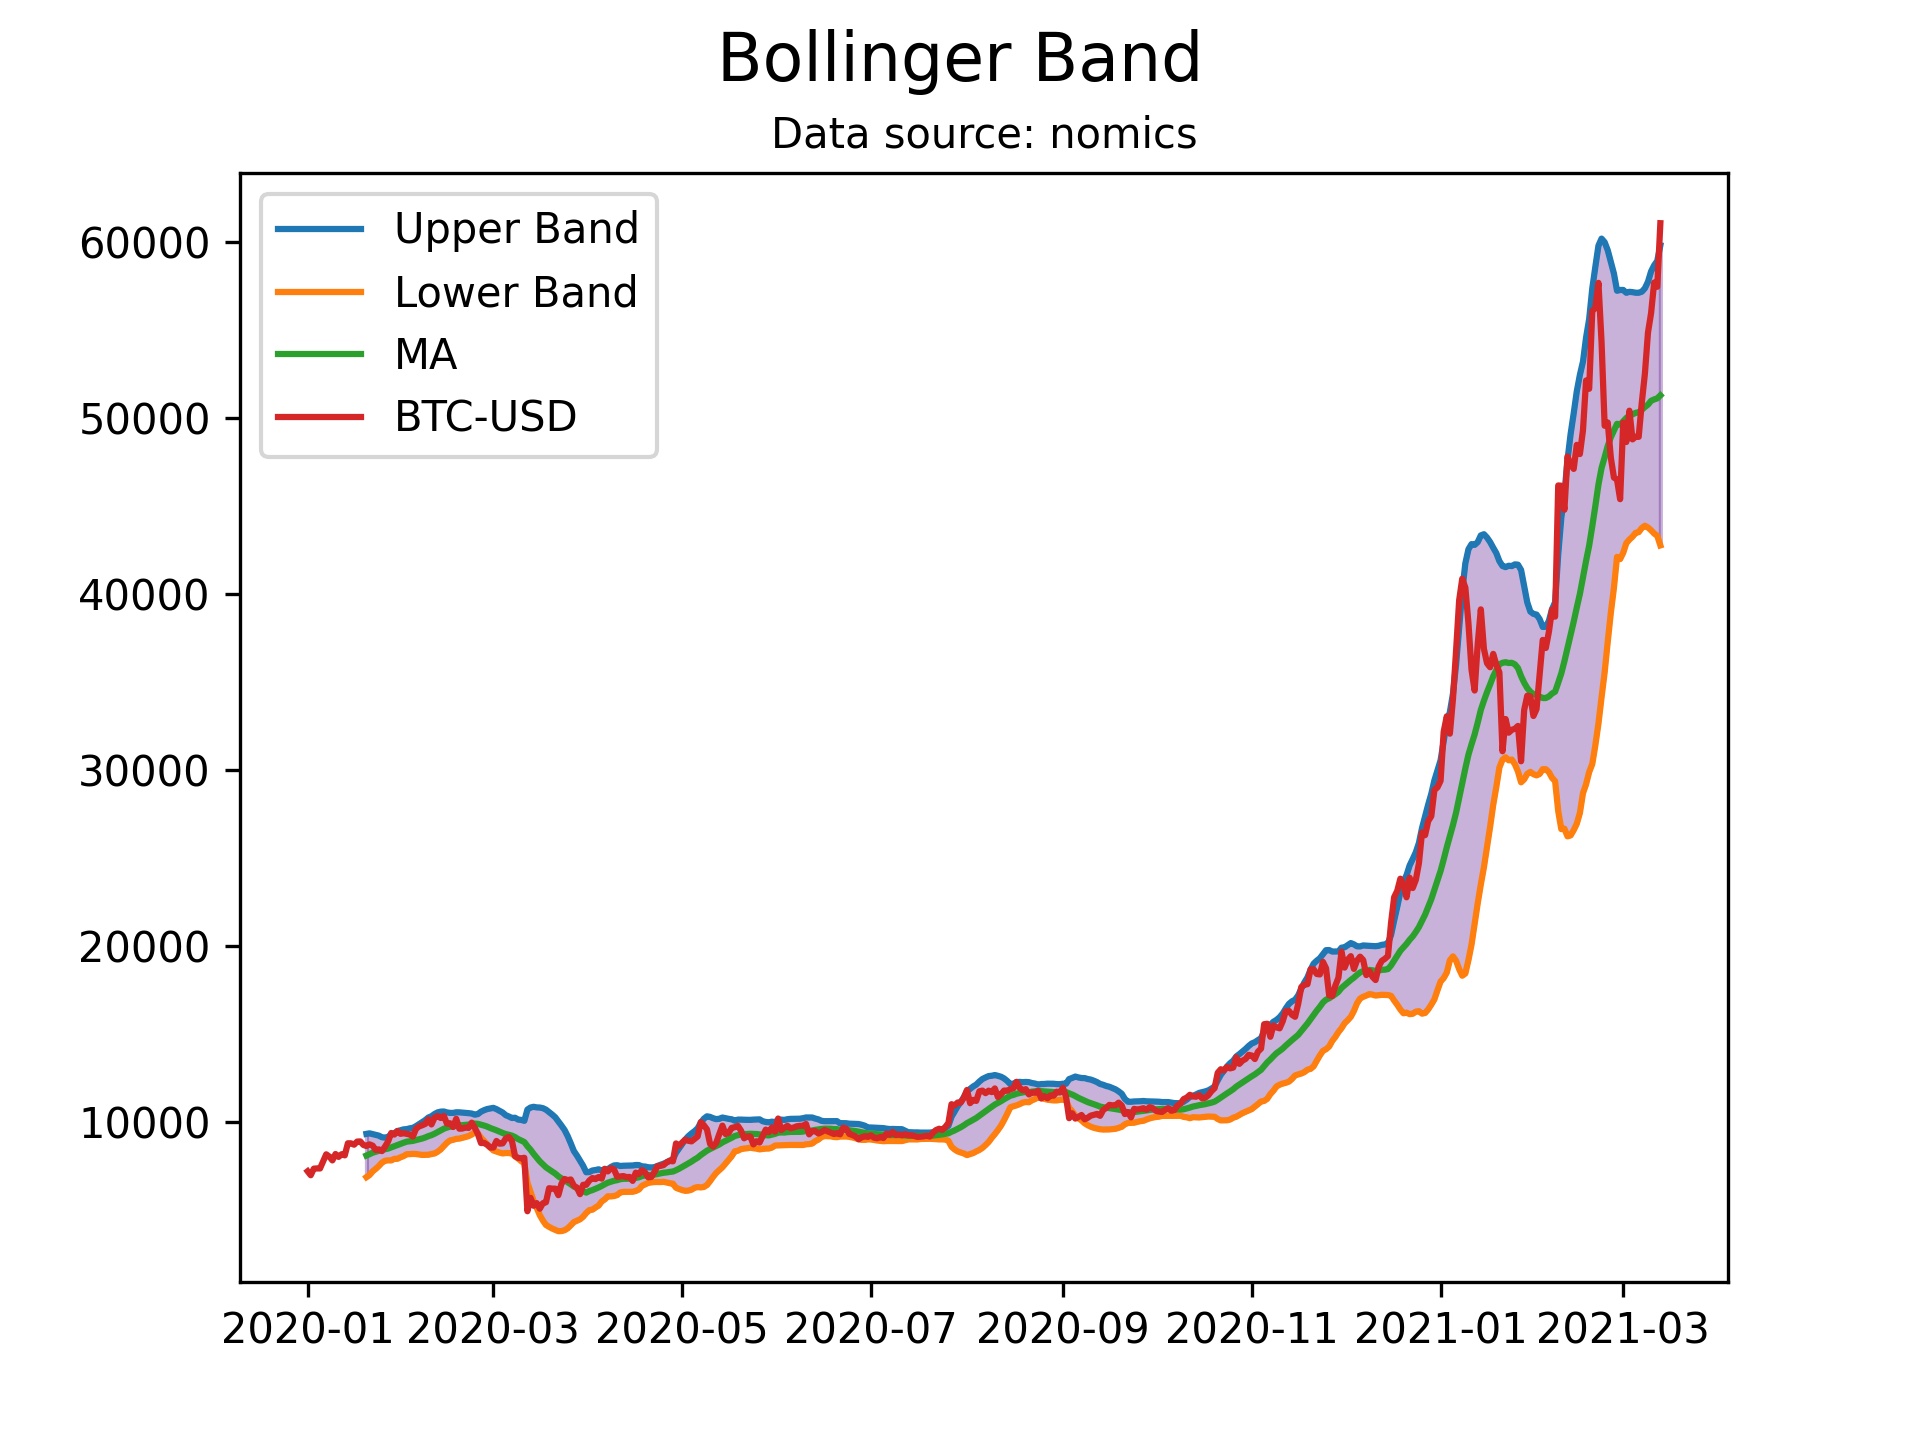 Bollinger Band
Data source: nomics
Upper Band
Lower Band
MA
BTC-USD
60000
50000
40000
30000
20000
10000
2020-01 2020-03 2020-05 2020-07 2020-09 2020-11 2021-01 2021-03